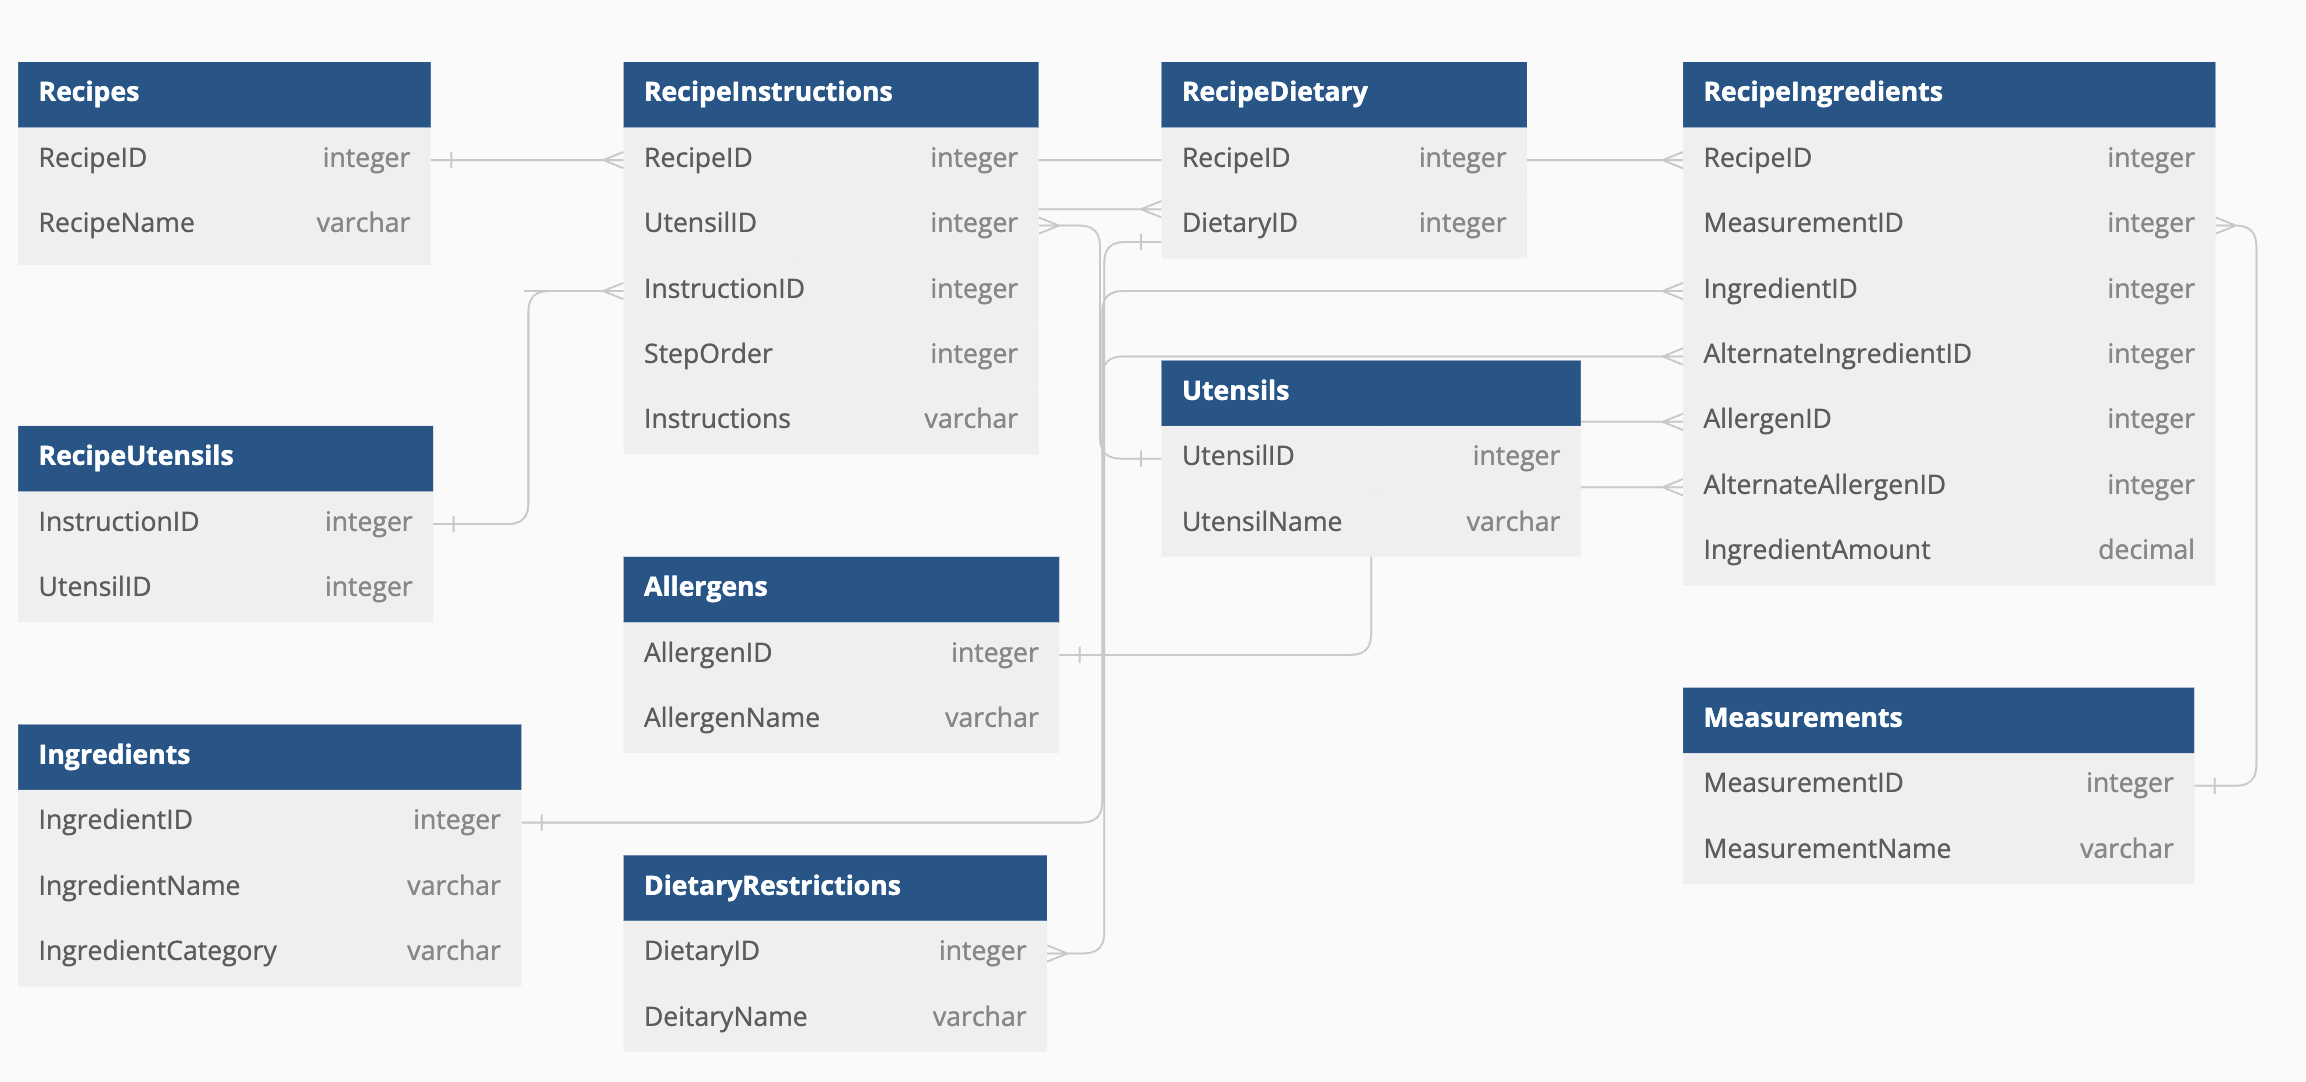 Recipes
RecipeID integer
RecipeName varchar
RecipeInstructions
RecipeID integer
UtensilID integer
InstructionID integer
StepOrder integer
Instructions varchar
RecipeDietary
RecipeID integer
DietaryID integer
RecipeIngredients
RecipeID integer
MeasurementID integer
IngredientID integer
AlternateIngredientID integer
AllergenID integer
AlternateAllergenID integer
IngredientAmount decimal
Utensils
UtensilID integer
UtensilName varchar
RecipeUtensils
InstructionID integer
UtensilID integer
Allergens
AllergenID integer
AllergenName varchar
Measurements
MeasurementID integer
MeasurementName varchar
Ingredients
IngredientID integer
IngredientName varchar
IngredientCategory varchar
DietaryRestrictions
DietaryID integer
DeitaryName varchar